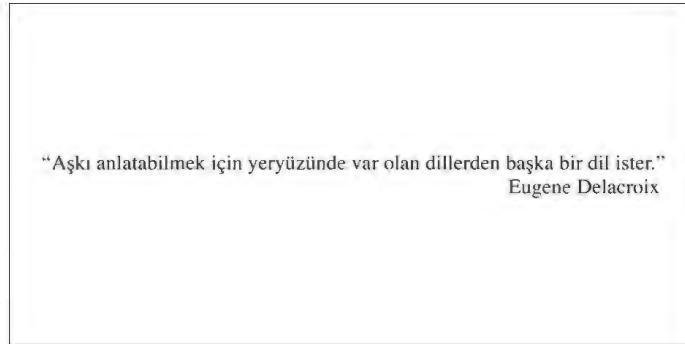 “Aşkı anlatabilmek için yeryüzünde var olan dillerden başka bir dil ister.”
Eugene Delacroix